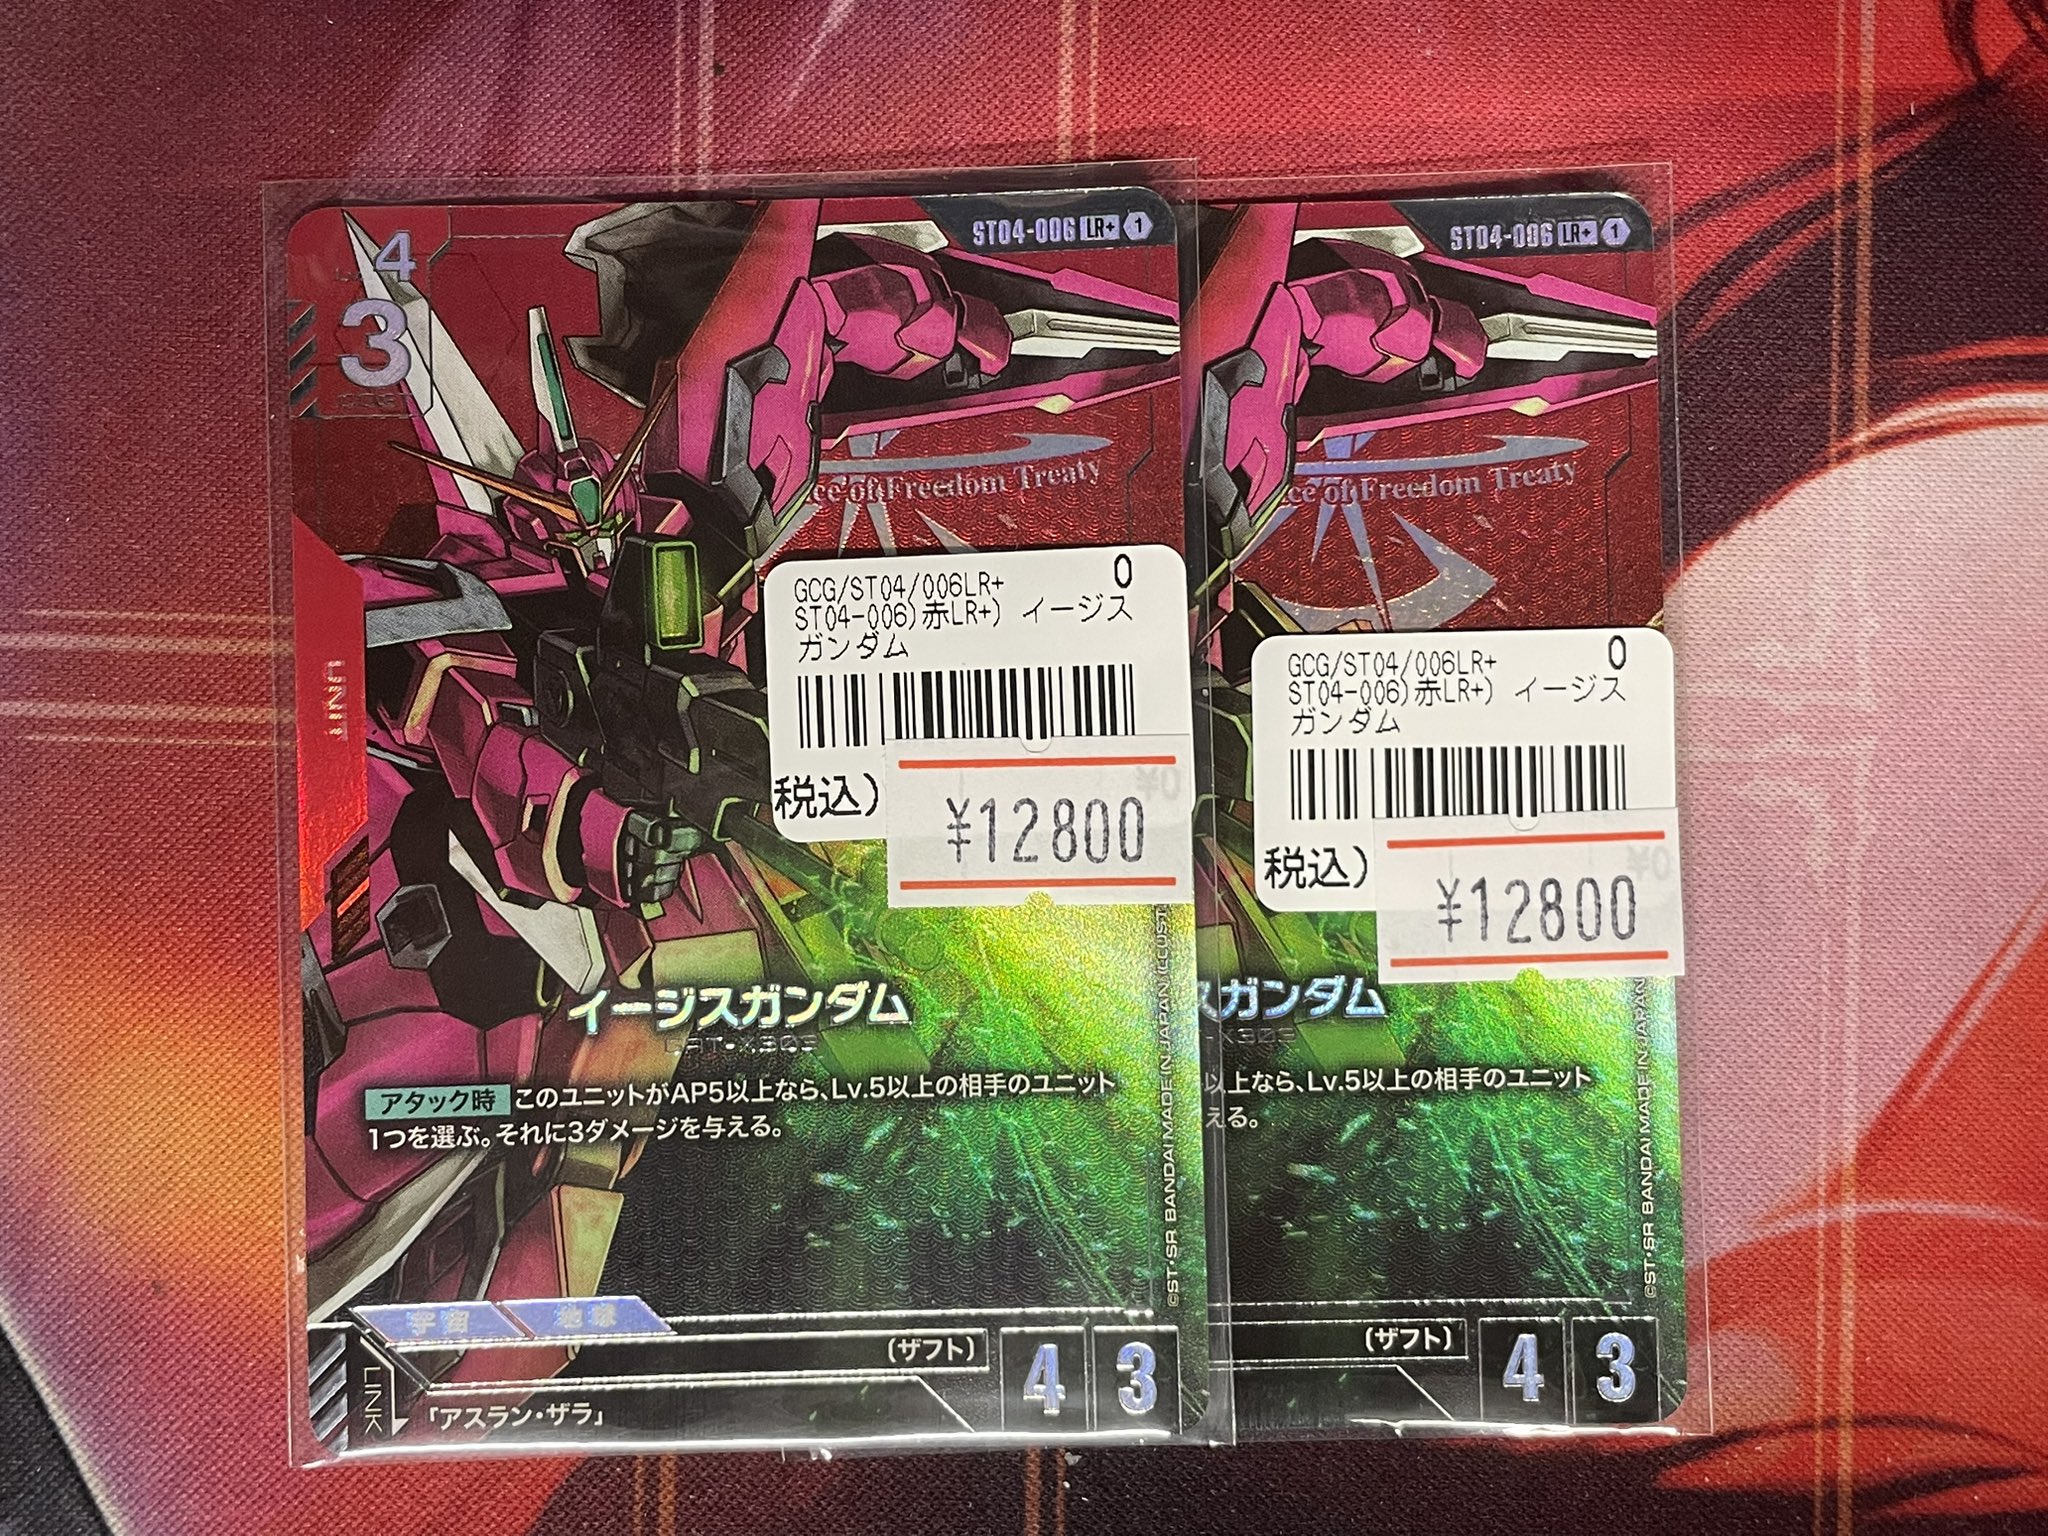 4
3
ST04-006 LR+ 1
ce of Freedom Treaty
UNIT
GCG/ST04/006LR+ 0
ST04-006)赤LR+) イージス
ガンダム
税込)
¥12800
イージスガンダム
アタック時 このユニットがAP5以上なら、Lv.5以上の相手のユニット
1つを選ぶ。それに3ダメージを与える。
宇宙 地球
(ザフト)
LINK
「アスラン・ザラ」
4 3
©ST・SR BANDAI MADE IN JAPAN
ST04-006 LR+ 1
ce of Freedom Treaty
GCG/ST04/006LR+ 0
ST04-006)赤LR+) イージス
ガンダム
税込)
¥12800
スガンダム
以上なら、Lv.5以上の相手のユニット
える。
(ザフト)
4 3
©ST・SR BANDAI MADE IN JAPAN